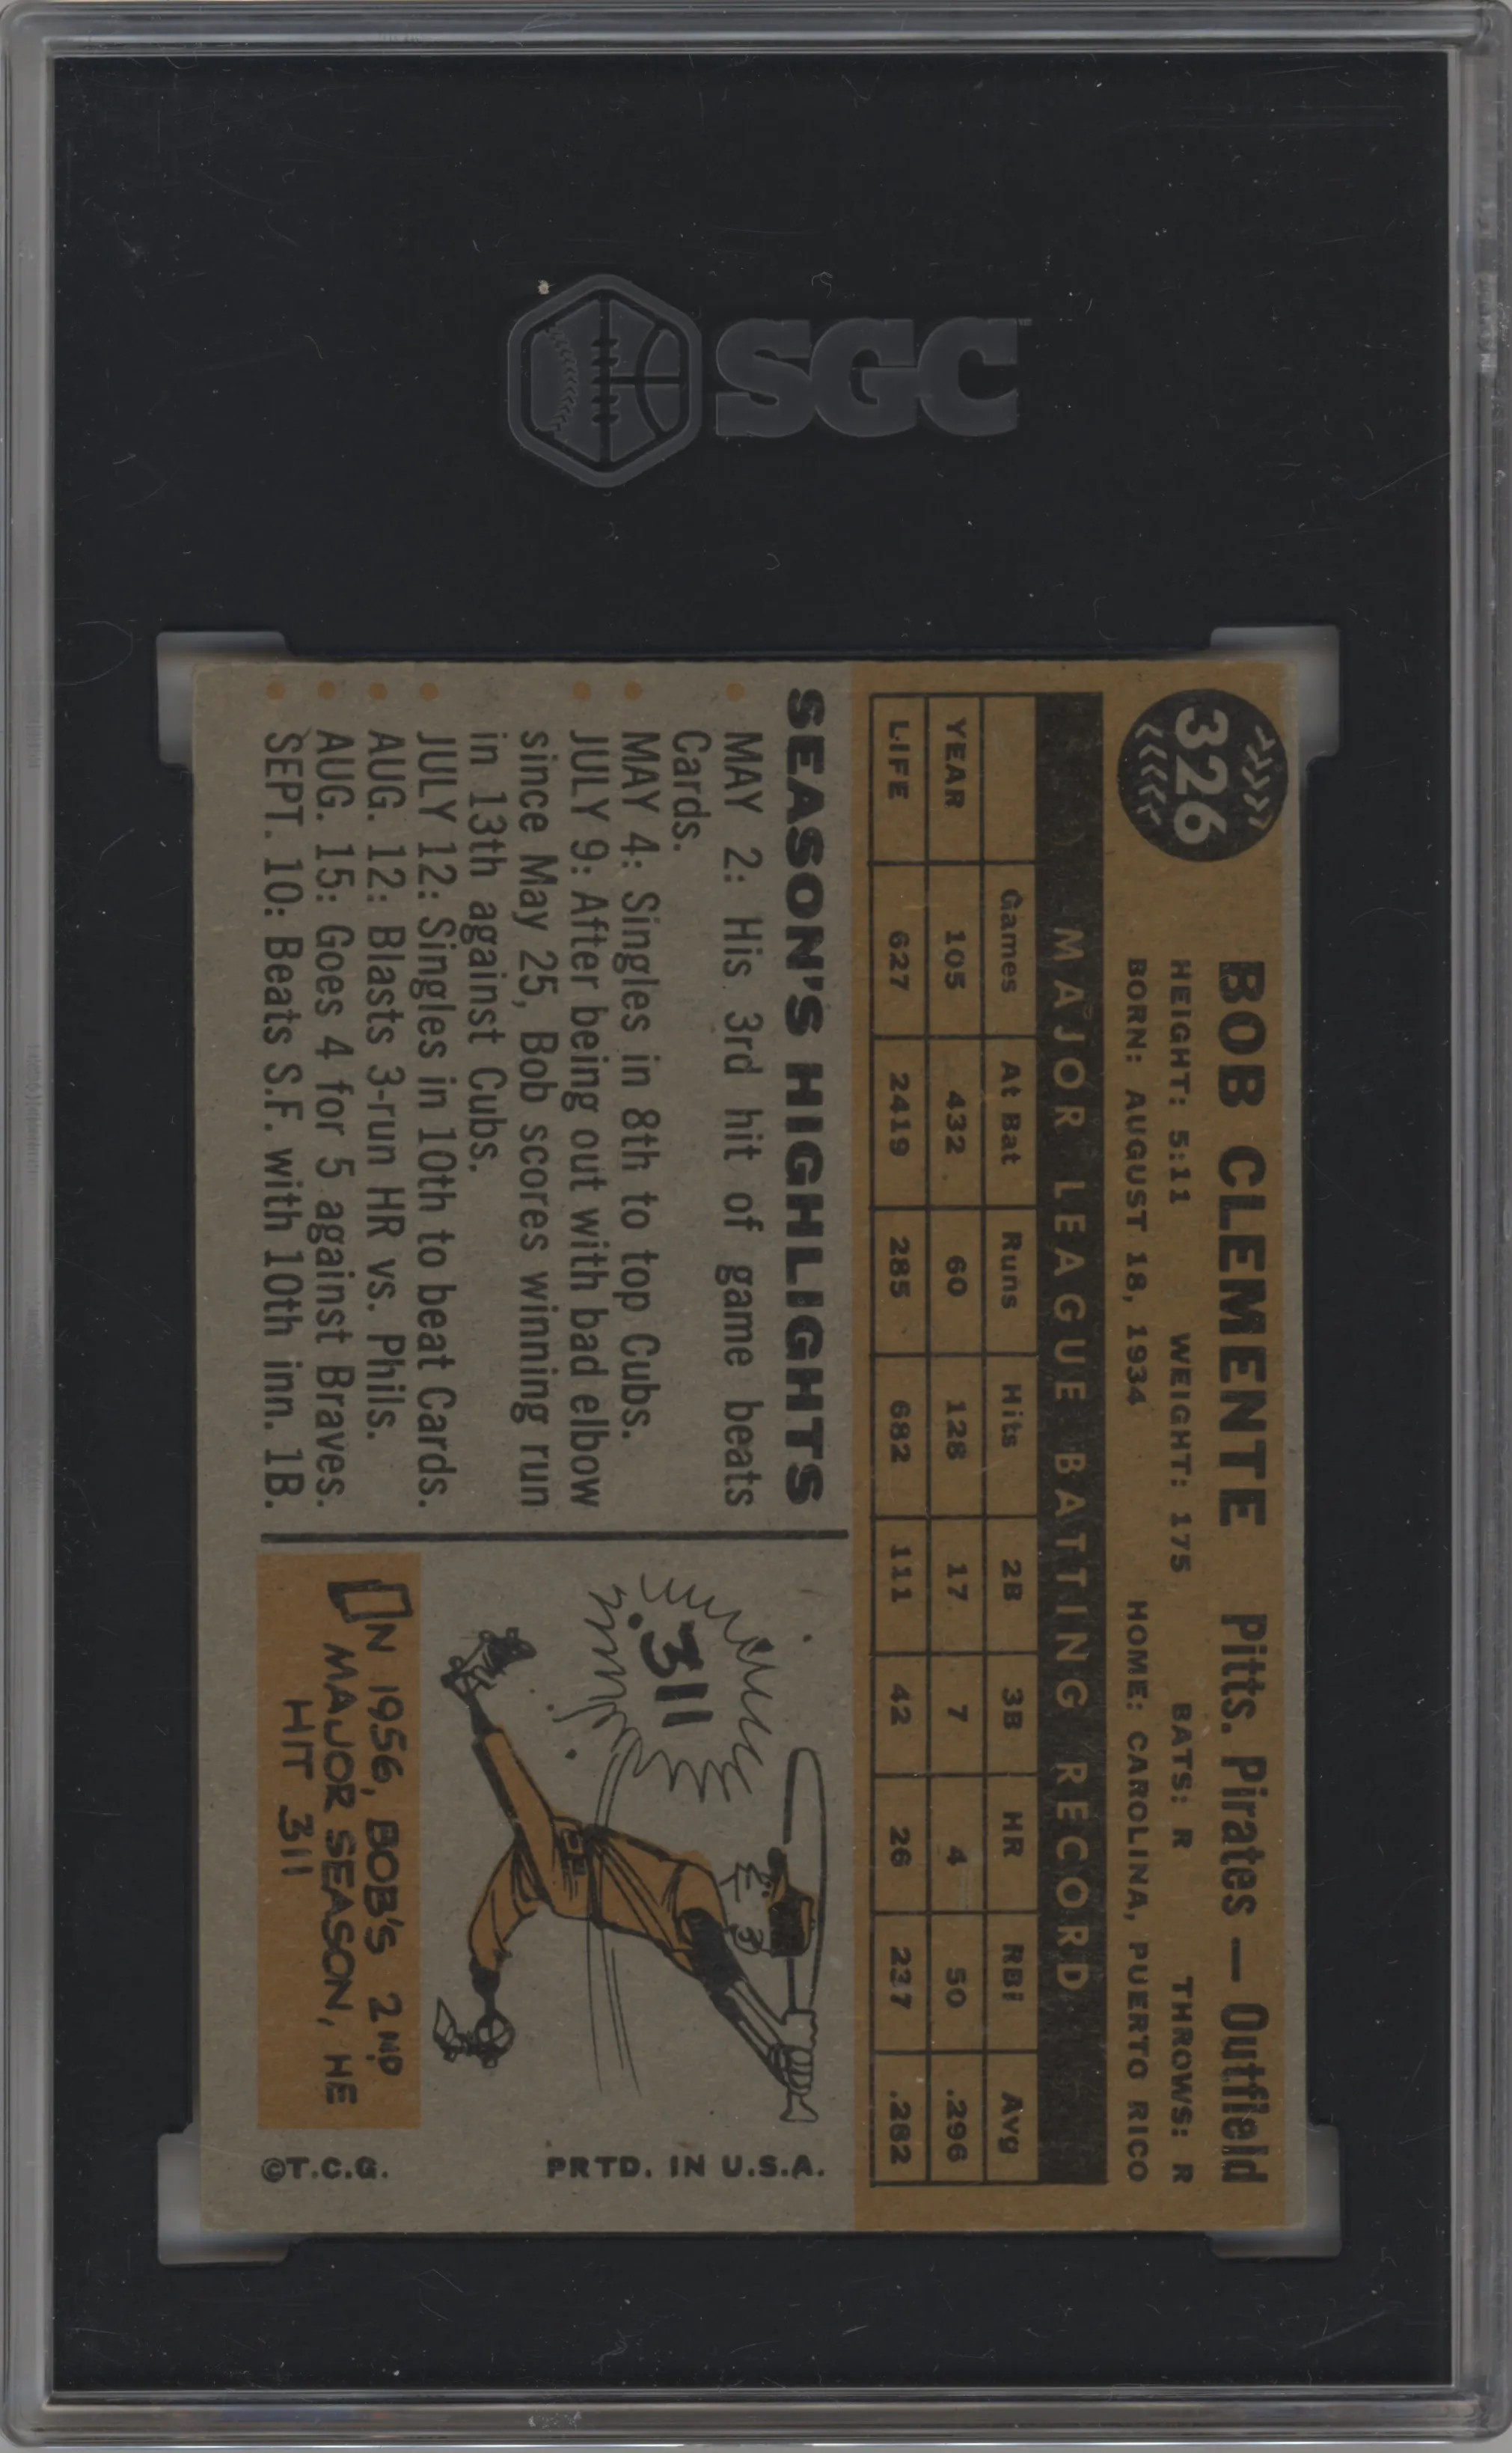 SGC
326
BOB CLEMENTE Pitts. Pirates — Outfield
HEIGHT: 5:11 WEIGHT: 175 BATS: R THROWS: R
BORN: AUGUST 18, 1934 HOME: CAROLINA, PUERTO RICO
MAJOR LEAGUE BATTING RECORD
Games At Bat Runs Hits 2B 3B HR RBI Avg
YEAR 105 432 60 128 17 7 4 50 .296
LIFE 627 2419 285 682 111 42 26 237 .282
SEASON'S HIGHLIGHTS
MAY 2: His 3rd hit of game beats
Cards.
MAY 4: Singles in 8th to top Cubs.
JULY 9: After being out with bad elbow
since May 25, Bob scores winning run
in 13th against Cubs.
JULY 12: Singles in 10th to beat Cards.
AUG. 12: Blasts 3-run HR vs. Phils.
AUG. 15: Goes 4 for 5 against Braves.
SEPT. 10: Beats S.F. with 10th inn. 1B.
.311
IN 1956, BOB'S 2ND
MAJOR SEASON, HE
HIT 311
PRTD. IN U.S.A.
©T.C.G.